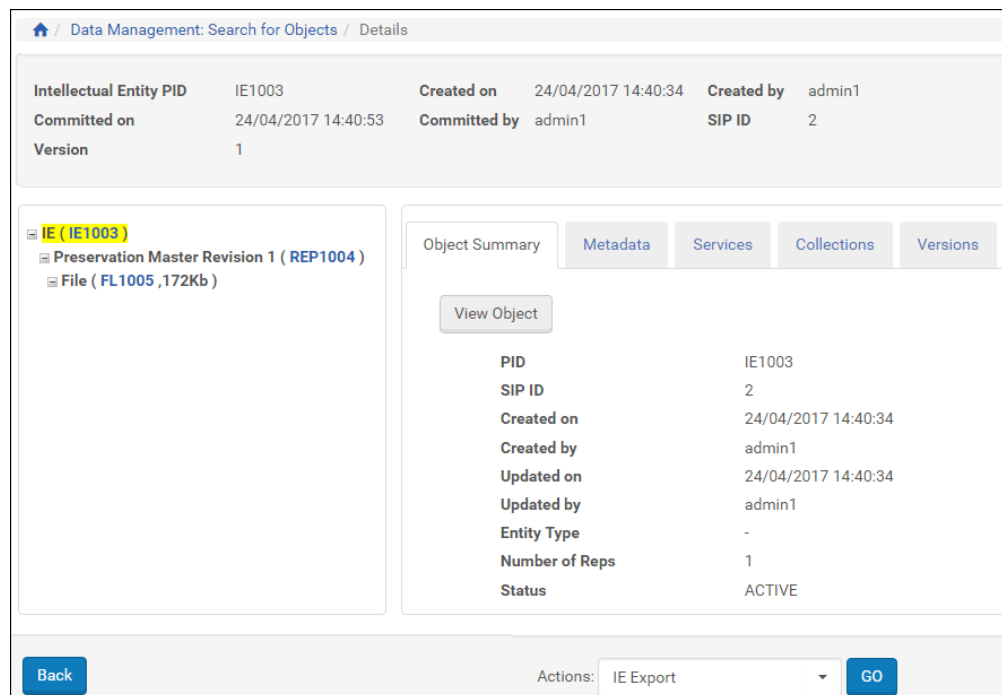 / Data Management: Search for Objects / Details
Intellectual Entity PID IE1003 Created on 24/04/2017 14:40:34 Created by admin1
Committed on 24/04/2017 14:40:53 Committed by admin1 SIP ID 2
Version 1
IE ( IE1003 )
Preservation Master Revision 1 ( REP1004 )
File ( FL1005 ,172Kb )
Object Summary Metadata Services Collections Versions
View Object
PID IE1003
SIP ID 2
Created on 24/04/2017 14:40:34
Created by admin1
Updated on 24/04/2017 14:40:34
Updated by admin1
Entity Type -
Number of Reps 1
Status ACTIVE
Back Actions: IE Export GO